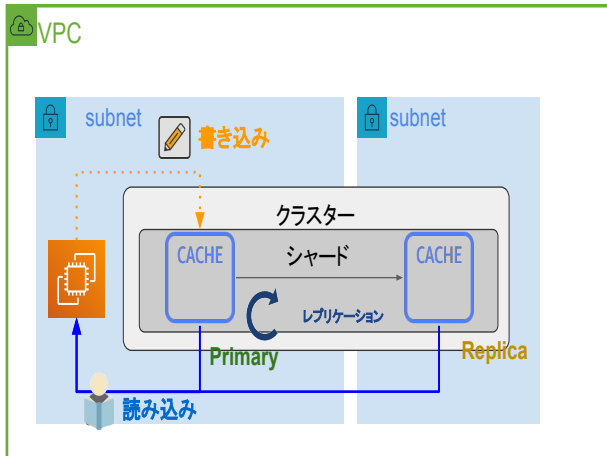 VPC
subnet
subnet
書き込み
クラスター
CACHE
シャード
CACHE
レプリケーション
Primary
Replica
読み込み